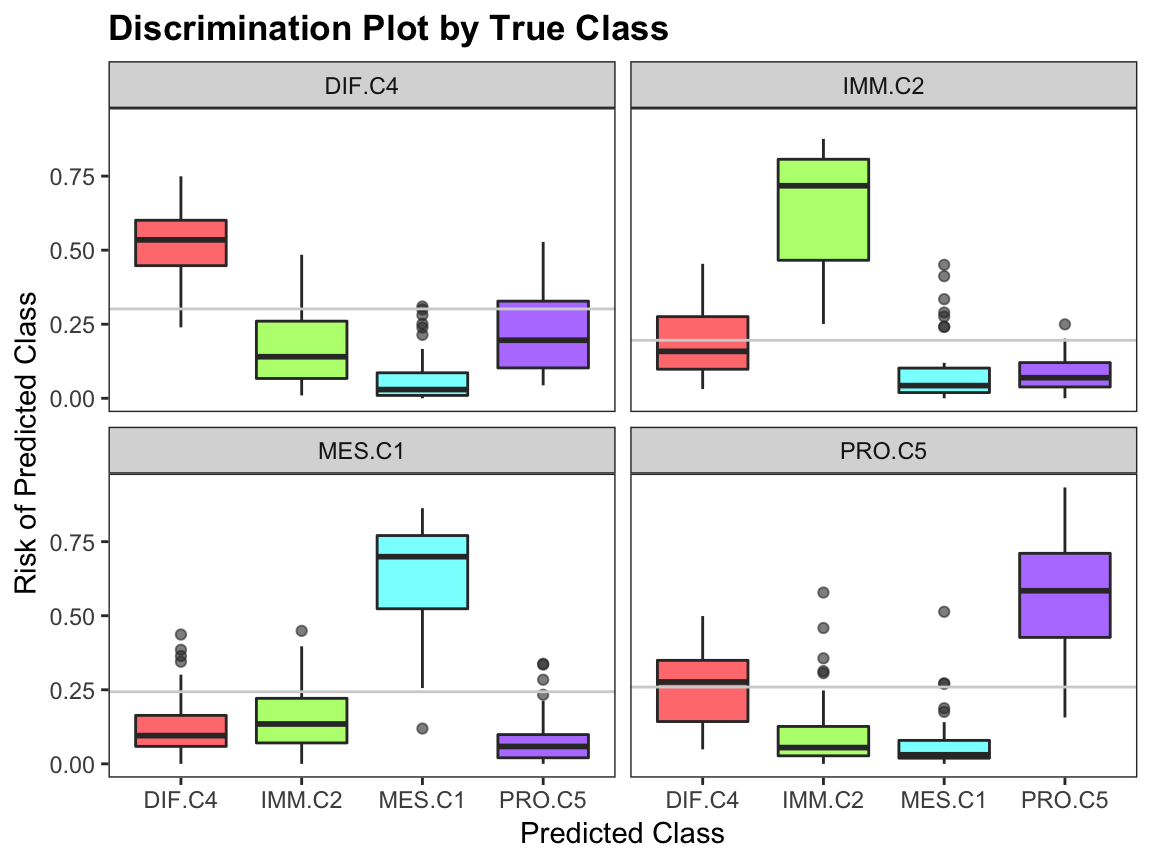 Discrimination Plot by True Class
DIF.C4
IMM.C2
0.75
0.50
0.25
0.00
MES.C1
PRO.C5
0.75
0.50
0.25
0.00
Risk of Predicted Class
DIF.C4 IMM.C2 MES.C1 PRO.C5
DIF.C4 IMM.C2 MES.C1 PRO.C5
Predicted Class